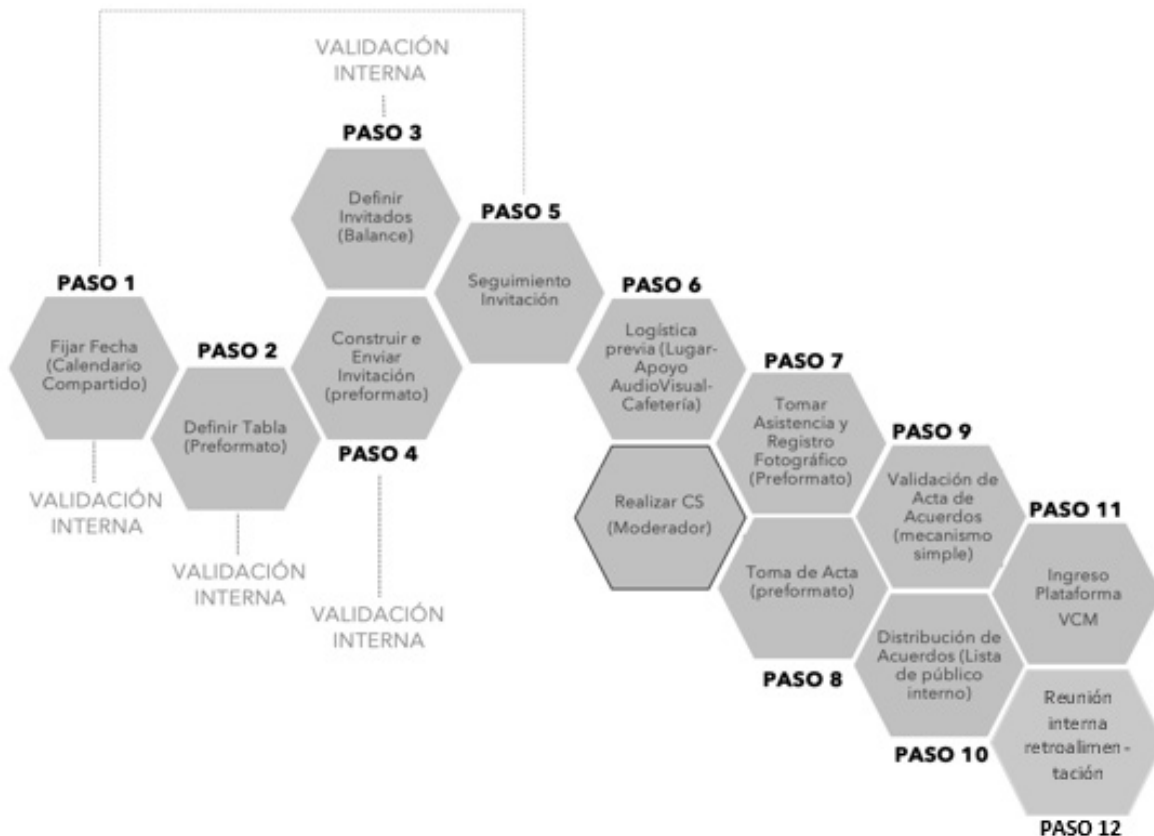 VALIDACIÓN
INTERNA
PASO 3
Definir
Invitados
(Balance)
PASO 5
Seguimiento
Invitación
PASO 1
Fijar Fecha
(Calendario
Compartido)
VALIDACIÓN
INTERNA
PASO 2
Definir Tabla
(Preformato)
VALIDACIÓN
INTERNA
Construir e
Enviar
Invitación
(preformato)
PASO 4
VALIDACIÓN
INTERNA
PASO 6
Logística
previa (Lugar-
Apoyo
AudioVisual-
Cafetería)
Realizar CS
(Moderador)
PASO 7
Tomar
Asistencia y
Registro
Fotográfico
(Preformato)
Toma de Acta
(preformato)
PASO 8
PASO 9
Validación de
Acta de
Acuerdos
(mecanismo
simple)
Distribución de
Acuerdos (Lista
de público
interno)
PASO 10
PASO 11
Ingreso
Plataforma
VCM
Reunión
interna
retroalimen-
tación
PASO 12